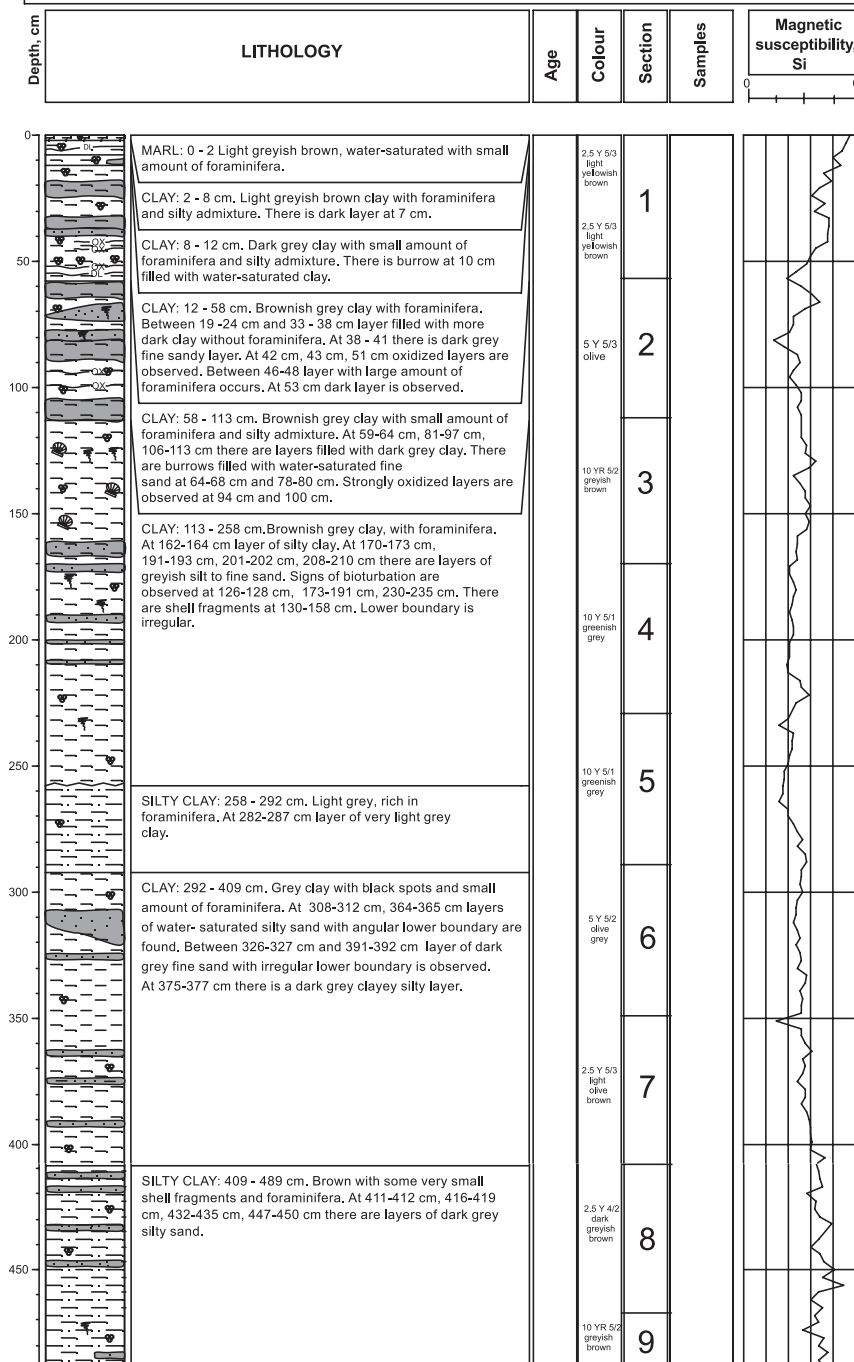 Depth, cm
LITHOLOGY
Age
Colour
Section
Samples
Magnetic
susceptibility,
Si
0
0
50
100
150
200
250
300
350
400
450
DL
OX
OX
OX
DL
OX
OX
MARL: 0 - 2 Light greyish brown, water-saturated with small
amount of foraminifera.
CLAY: 2 - 8 cm. Light greyish brown clay with foraminifera
and silty admixture. There is dark layer at 7 cm.
CLAY: 8 - 12 cm. Dark grey clay with small amount of
foraminifera and silty admixture. There is burrow at 10 cm
filled with water-saturated clay.
CLAY: 12 - 58 cm. Brownish grey clay with foraminifera.
Between 19 -24 cm and 33 - 38 cm layer filled with more
dark clay without foraminifera. At 38 - 41 there is dark grey
fine sandy layer. At 42 cm, 43 cm, 51 cm oxidized layers are
observed. Between 46-48 layer with large amount of
foraminifera occurs. At 53 cm dark layer is observed.
CLAY: 58 - 113 cm. Brownish grey clay with small amount of
foraminifera and silty admixture. At 59-64 cm, 81-97 cm,
106-113 cm there are layers filled with dark grey clay. There
are burrows filled with water-saturated fine
sand at 64-68 cm and 78-80 cm. Strongly oxidized layers are
observed at 94 cm and 100 cm.
CLAY: 113 - 258 cm.Brownish grey clay, with foraminifera.
At 162-164 cm layer of silty clay. At 170-173 cm,
191-193 cm, 201-202 cm, 208-210 cm there are layers of
greyish silt to fine sand. Signs of bioturbation are
observed at 126-128 cm, 173-191 cm, 230-235 cm. There
are shell fragments at 130-158 cm. Lower boundary is
irregular.
SILTY CLAY: 258 - 292 cm. Light grey, rich in
foraminifera. At 282-287 cm layer of very light grey
clay.
CLAY: 292 - 409 cm. Grey clay with black spots and small
amount of foraminifera. At 308-312 cm, 364-365 cm layers
of water- saturated silty sand with angular lower boundary are
found. Between 326-327 cm and 391-392 cm layer of dark
grey fine sand with irregular lower boundary is observed.
At 375-377 cm there is a dark grey clayey silty layer.
SILTY CLAY: 409 - 489 cm. Brown with some very small
shell fragments and foraminifera. At 411-412 cm, 416-419
cm, 432-435 cm, 447-450 cm there are layers of dark grey
silty sand.
2,5 Y 5/3
light
yellowish
brown
2,5 Y 5/3
light
yellowish
brown
5 Y 5/3
olive
10 YR 5/2
greyish
brown
10 Y 5/1
greenish
grey
10 Y 5/1
greenish
grey
5 Y 5/2
olive
grey
2.5 Y 5/3
light
olive
brown
2.5 Y 4/2
dark
greyish
brown
10 YR 5/2
greyish
brown
1
2
3
4
5
6
7
8
9